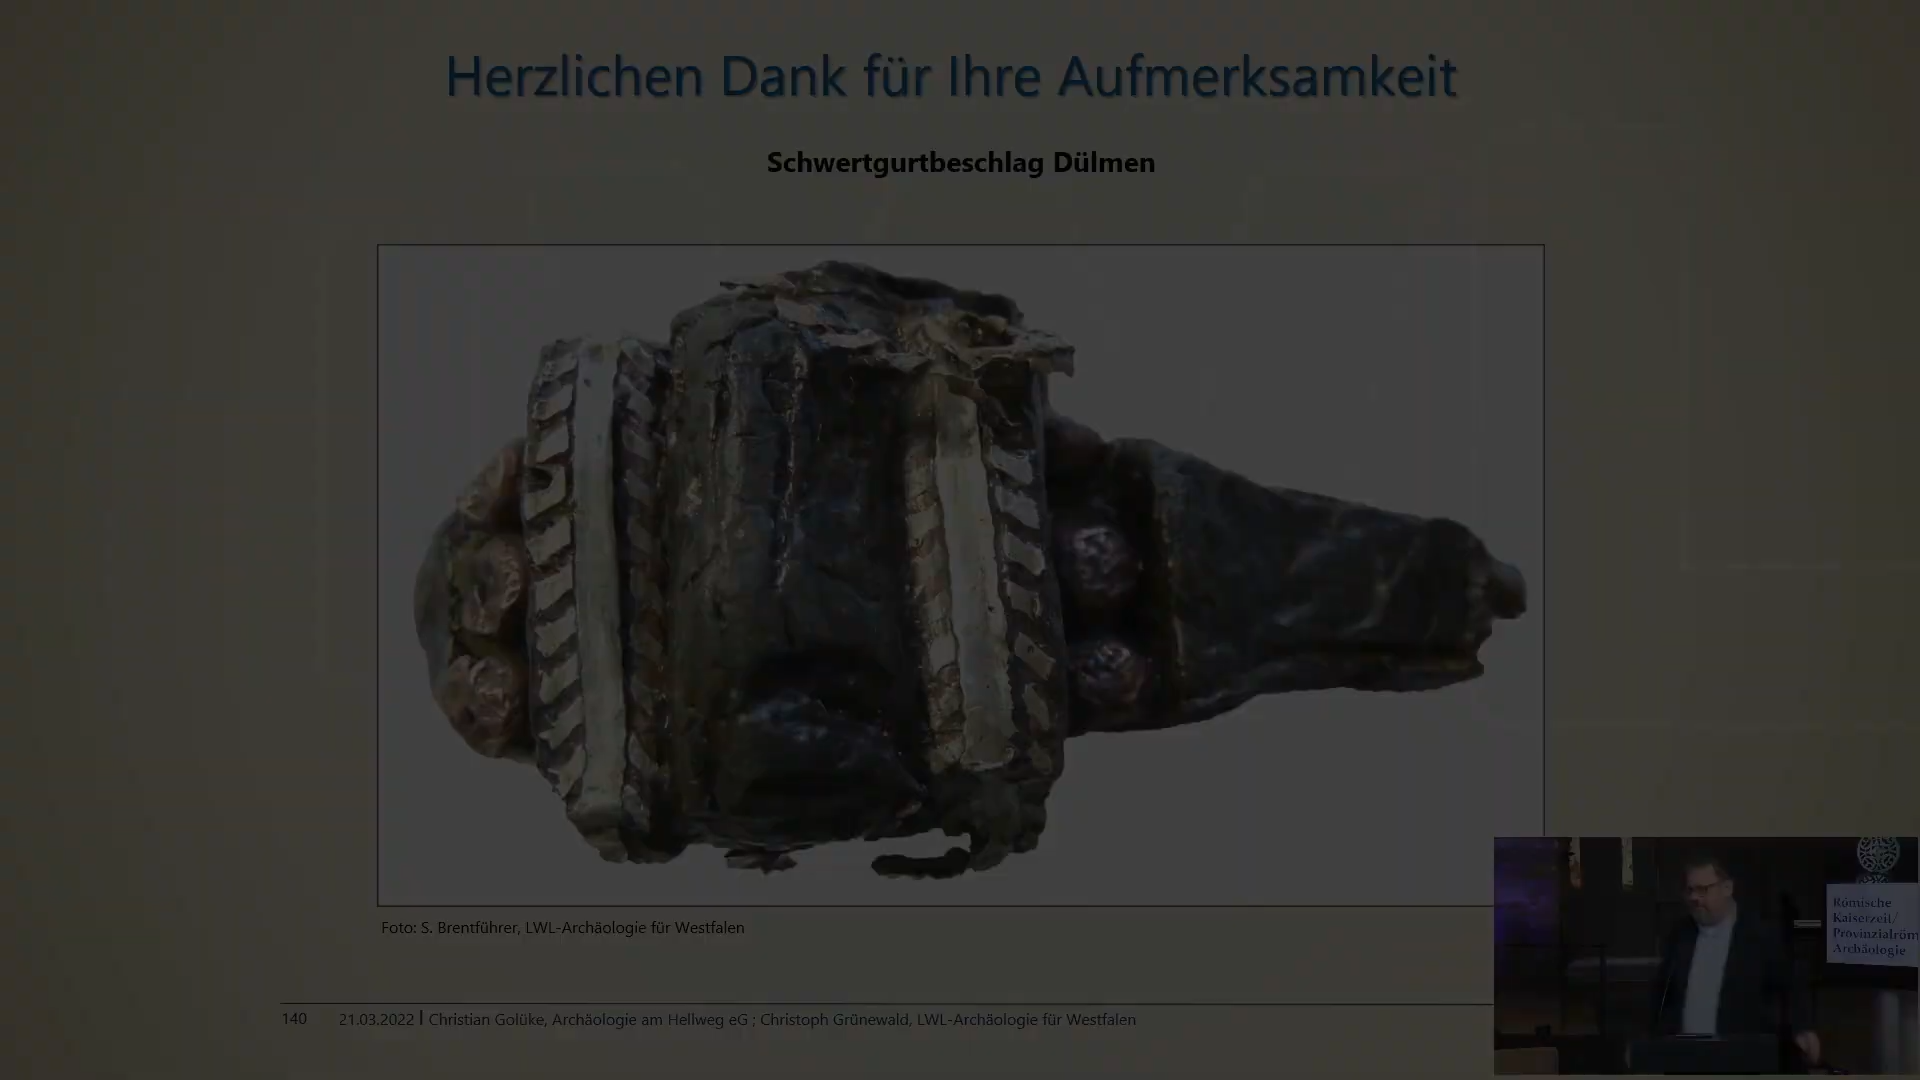 Herzlichen Dank für Ihre Aufmerksamkeit
Schwertgurtbeschlag Dülmen
Foto: S. Brentführer, LWL-Archäologie für Westfalen
140 21.03.2022 | Christian Golüke, Archäologie am Hellweg eG ; Christoph Grünewald, LWL-Archäologie für Westfalen
Römische
Kaiserzeit/
Provinzialröm
Archäologie